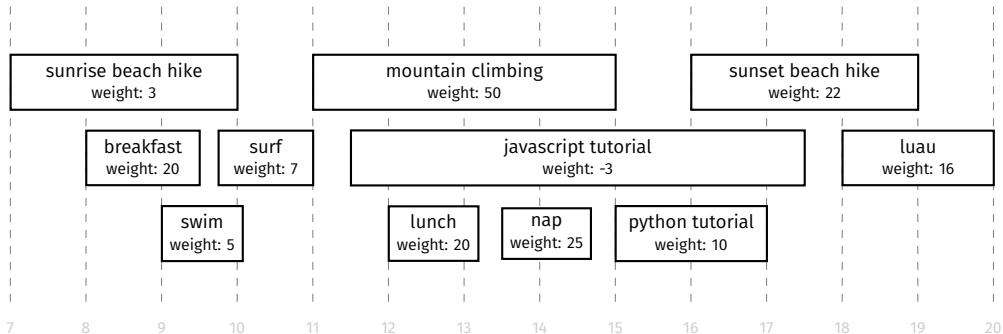 sunrise beach hike
weight: 3
mountain climbing
weight: 50
sunset beach hike
weight: 22
breakfast
weight: 20
surf
weight: 7
javascript tutorial
weight: -3
luau
weight: 16
swim
weight: 5
lunch
weight: 20
nap
weight: 25
python tutorial
weight: 10
7 8 9 10 11 12 13 14 15 16 17 18 19 20